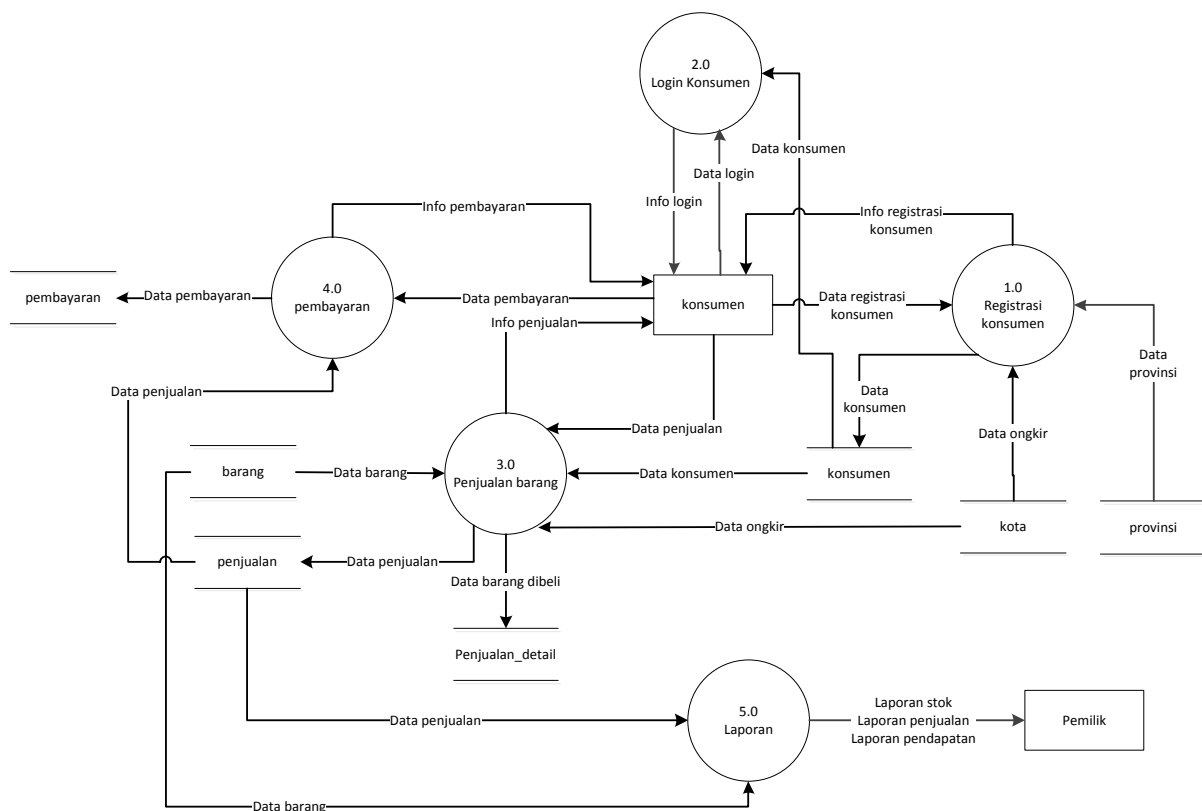 2.0
Login Konsumen
Data konsumen
Data login
Info login
Info pembayaran
Info registrasi
konsumen
4.0
pembayaran
pembayaran
Data pembayaran
Data pembayaran
konsumen
Data registrasi
konsumen
1.0
Registrasi
konsumen
Info penjualan
Data
provinsi
Data penjualan
Data
konsumen
Data penjualan
Data ongkir
barang
Data barang
3.0
Penjualan barang
Data konsumen
konsumen
Data ongkir
kota
provinsi
penjualan
Data penjualan
Data barang dibeli
Penjualan_detail
Data penjualan
5.0
Laporan
Laporan stok
Laporan penjualan
Laporan pendapatan
Pemilik
Data barang